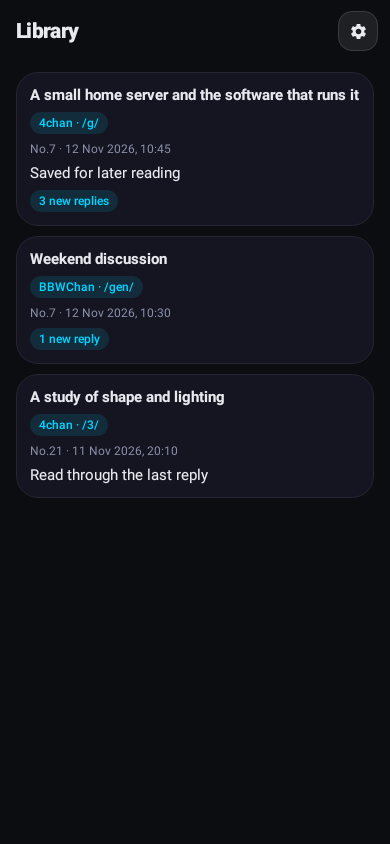 Library
A small home server and the software that runs it
4chan · /g/
No.7 · 12 Nov 2026, 10:45
Saved for later reading
3 new replies
Weekend discussion
BBWChan · /gen/
No.7 · 12 Nov 2026, 10:30
1 new reply
A study of shape and lighting
4chan · /3/
No.21 · 11 Nov 2026, 20:10
Read through the last reply